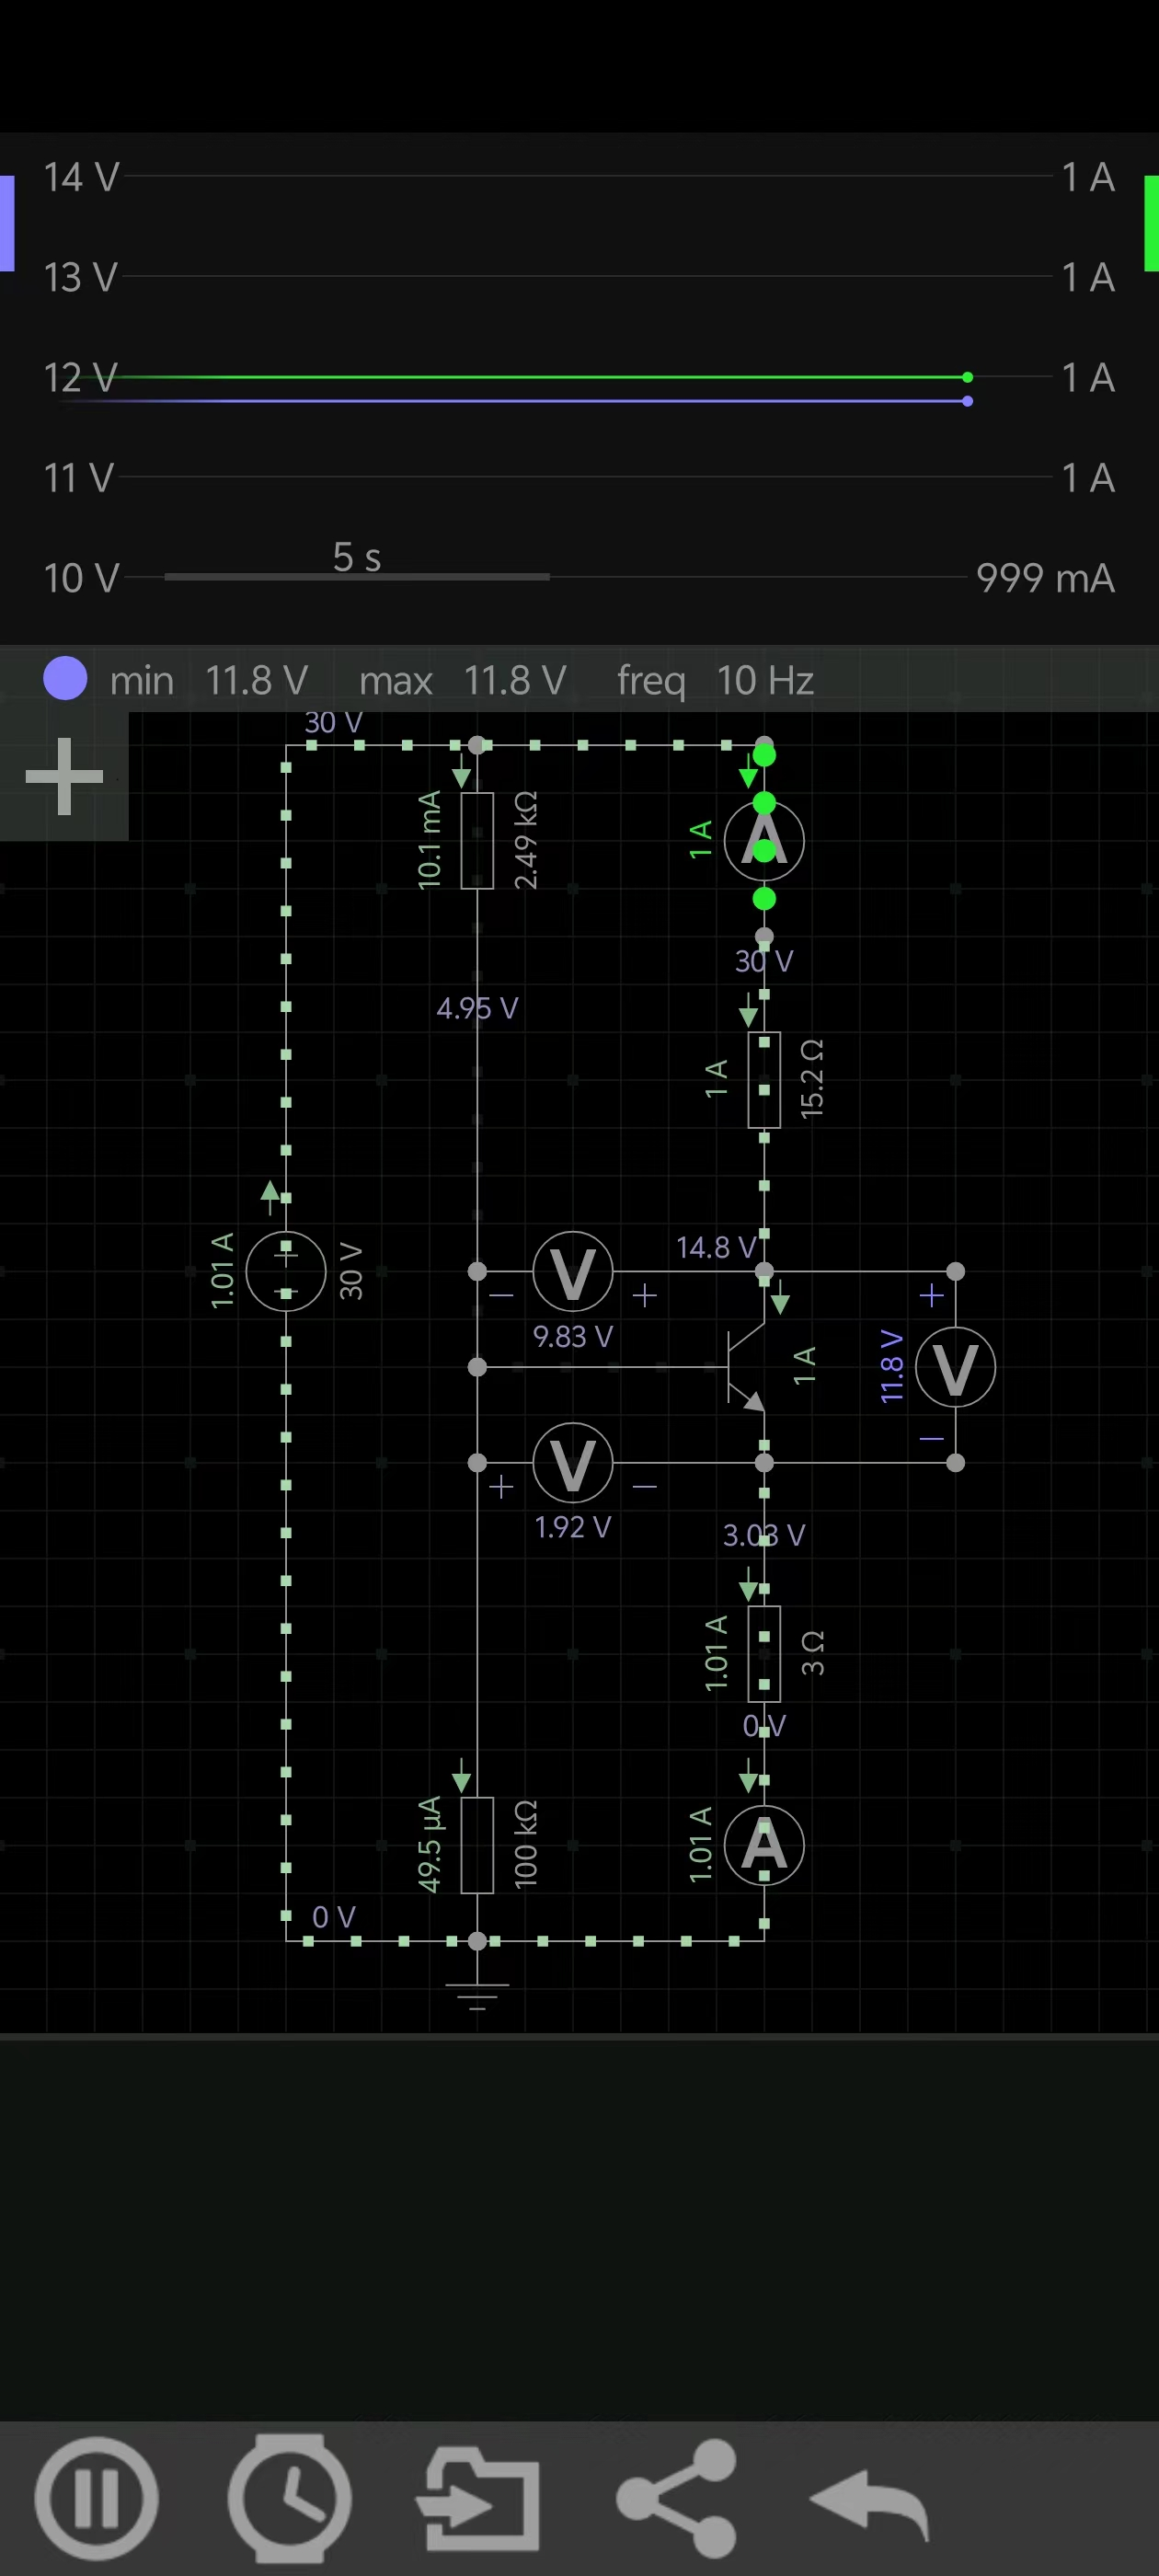 14 V 1 A
13 V 1 A
12 V 1 A
11 V 1 A
5 s
10 V 999 mA
min 11.8 V max 11.8 V freq 10 Hz
30 V
10.1 mA
2.49 kΩ
1 A
A
30 V
4.95 V
1 A
15.2 Ω
1.01 A
30 V
14.8 V
V
9.83 V
1 A
11.8 V
V
V
1.92 V
3.03 V
1.01 A
3 Ω
0 V
49.5 µA
100 kΩ
1.01 A
A
0 V